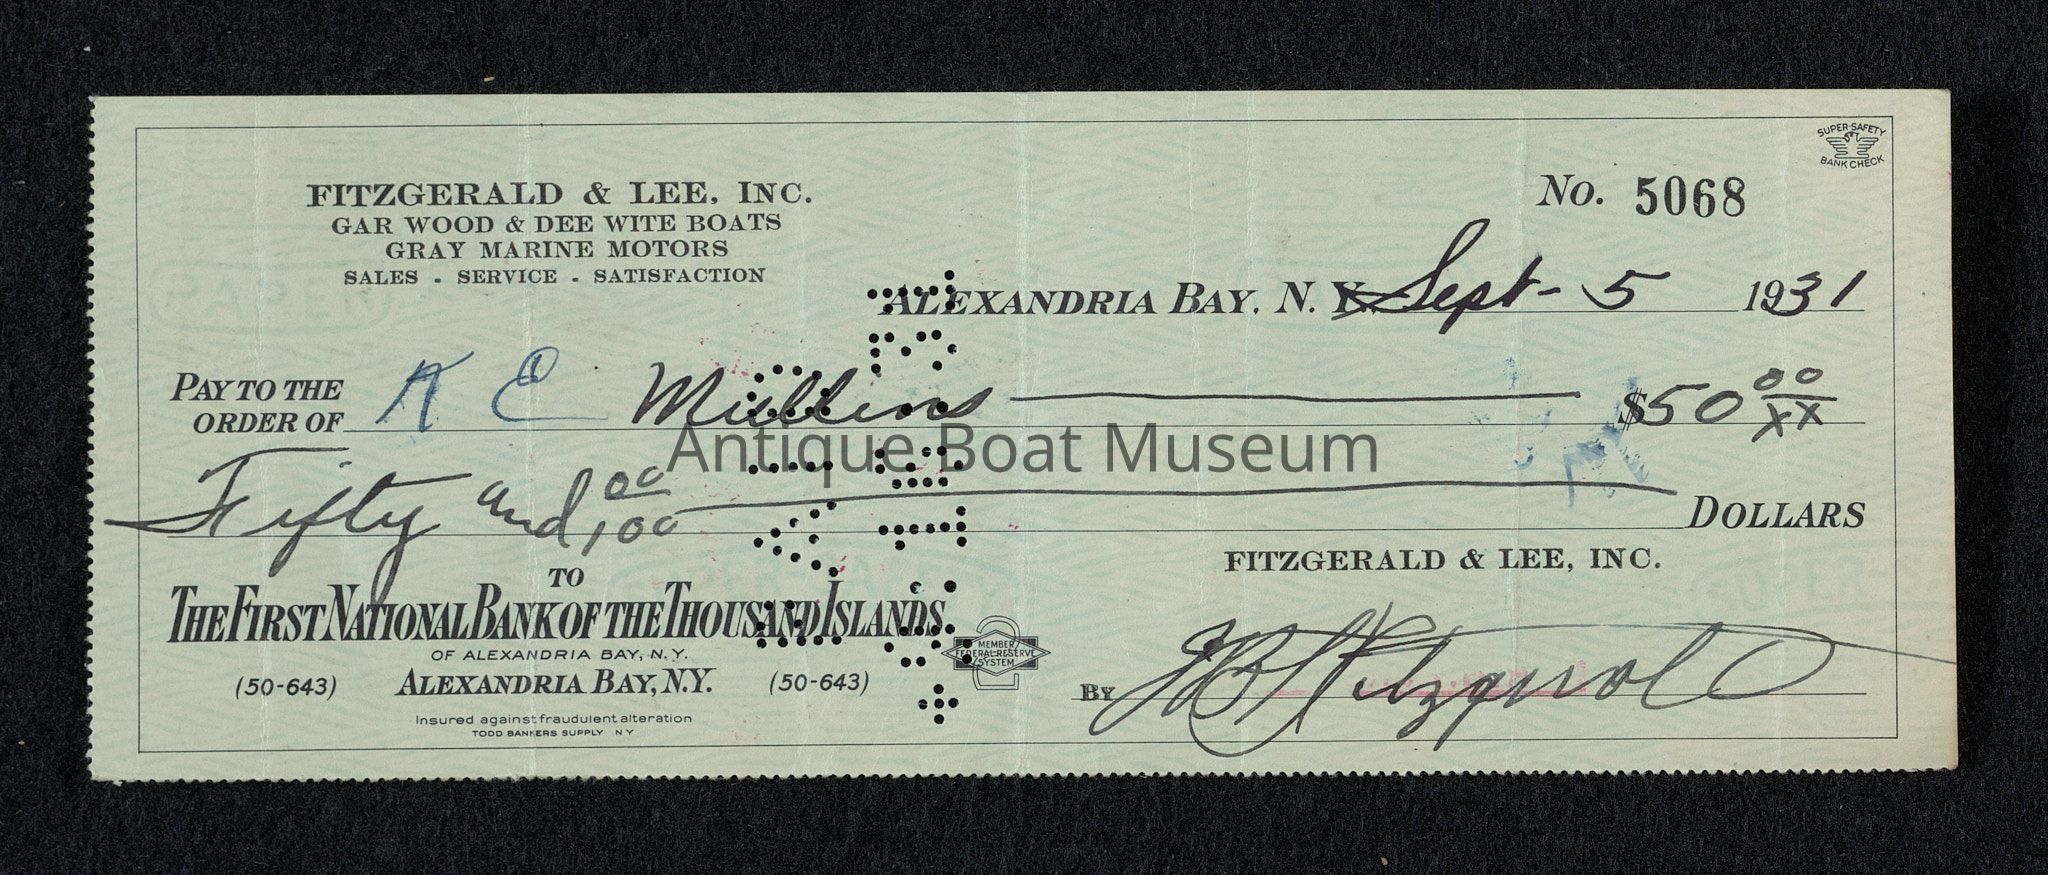 SUPER-SAFETY
BANK CHECK
No. 5068
FITZGERALD & LEE, INC.
GAR WOOD & DEE WITE BOATS
GRAY MARINE MOTORS
SALES . SERVICE . SATISFACTION
ALEXANDRIA BAY, N. Y. Sept - 5 1931
PAY TO THE
ORDER OF K E Mullins $50 00/xx
Antique Boat Museum
Fifty and 00/100 DOLLARS
FITZGERALD & LEE, INC.
TO
THE FIRST NATIONAL BANK OF THE THOUSAND ISLANDS
OF ALEXANDRIA BAY, N.Y.
MEMBER
FEDERAL RESERVE
SYSTEM
(50-643) ALEXANDRIA BAY, N.Y. (50-643)
BY Fitzgerald
Insured against fraudulent alteration
TODD BANKERS SUPPLY N Y